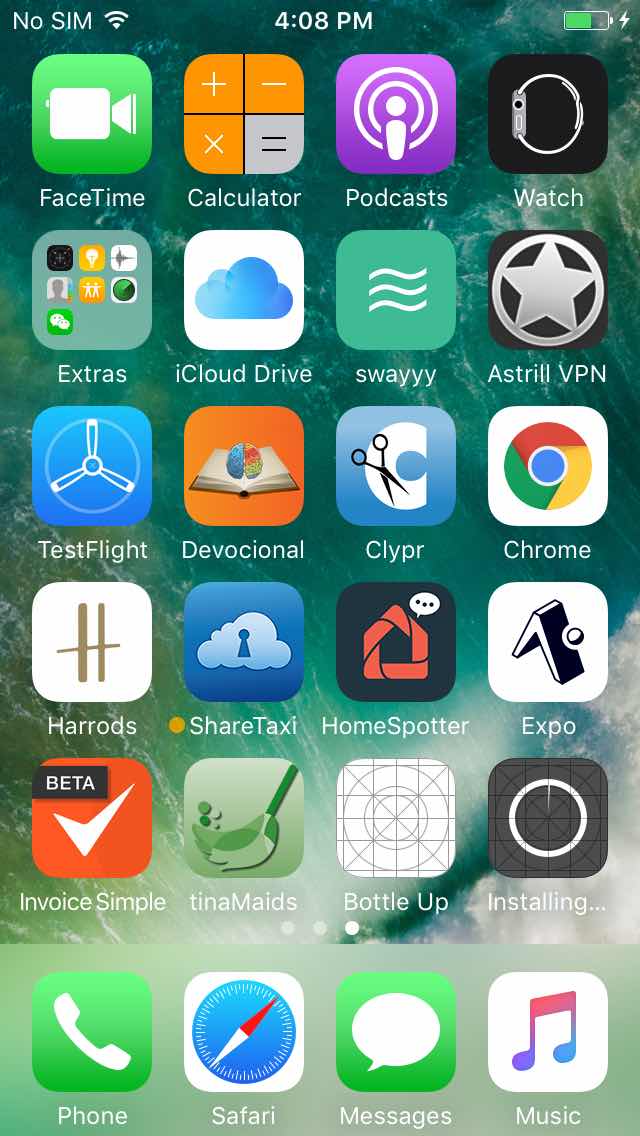 No SIM 4:08 PM
FaceTime Calculator Podcasts Watch
Extras iCloud Drive swayyy Astrill VPN
TestFlight Devocional Clypr Chrome
Harrods ShareTaxi HomeSpotter Expo
BETA
Invoice Simple tinaMaids Bottle Up Installing...
Phone Safari Messages Music